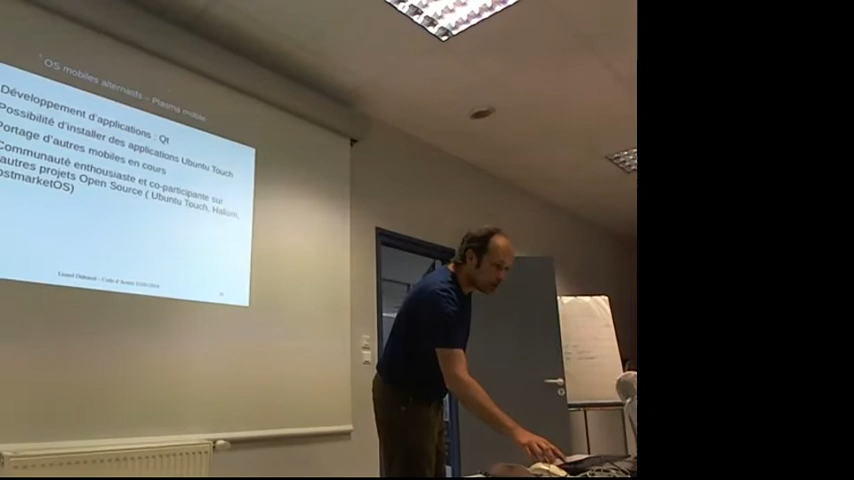 OS mobiles alternatifs – Plasma mobile
Développement d'applications : Qt
Possibilité d'installer des applications Ubuntu Touch
Portage d'autres mobiles en cours
Communauté enthousiaste et co-participante sur
autres projets Open Source ( Ubuntu Touch, Halium,
ostmarketOS)